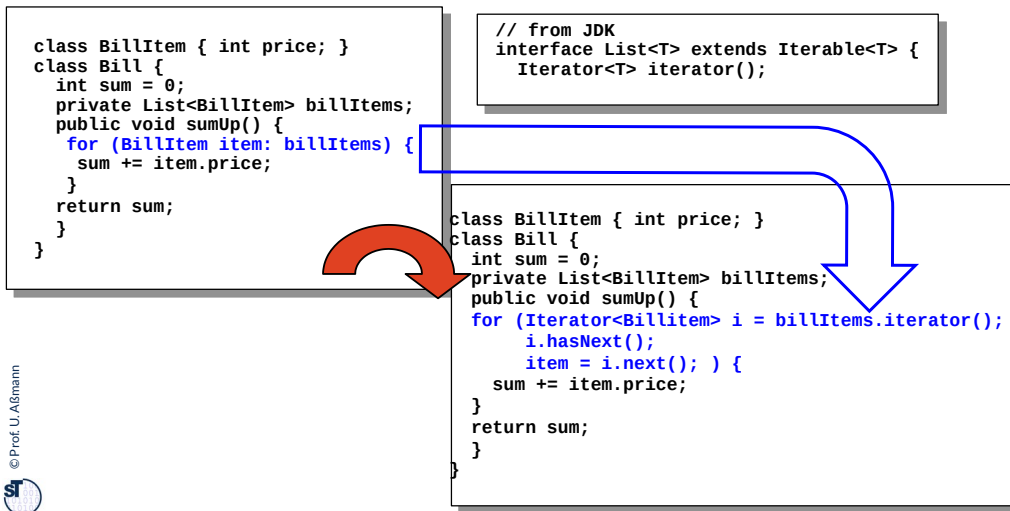 class BillItem { int price; }
class Bill {
int sum = 0;
private List<BillItem> billItems;
public void sumUp() {
for (BillItem item: billItems) {
sum += item.price;
}
return sum;
}
}
// from JDK
interface List<T> extends Iterable<T> {
Iterator<T> iterator();
class BillItem { int price; }
class Bill {
int sum = 0;
private List<BillItem> billItems;
public void sumUp() {
for (Iterator<Billitem> i = billItems.iterator();
i.hasNext();
item = i.next(); ) {
sum += item.price;
}
return sum;
}
}
© Prof. U. Aßmann
ST